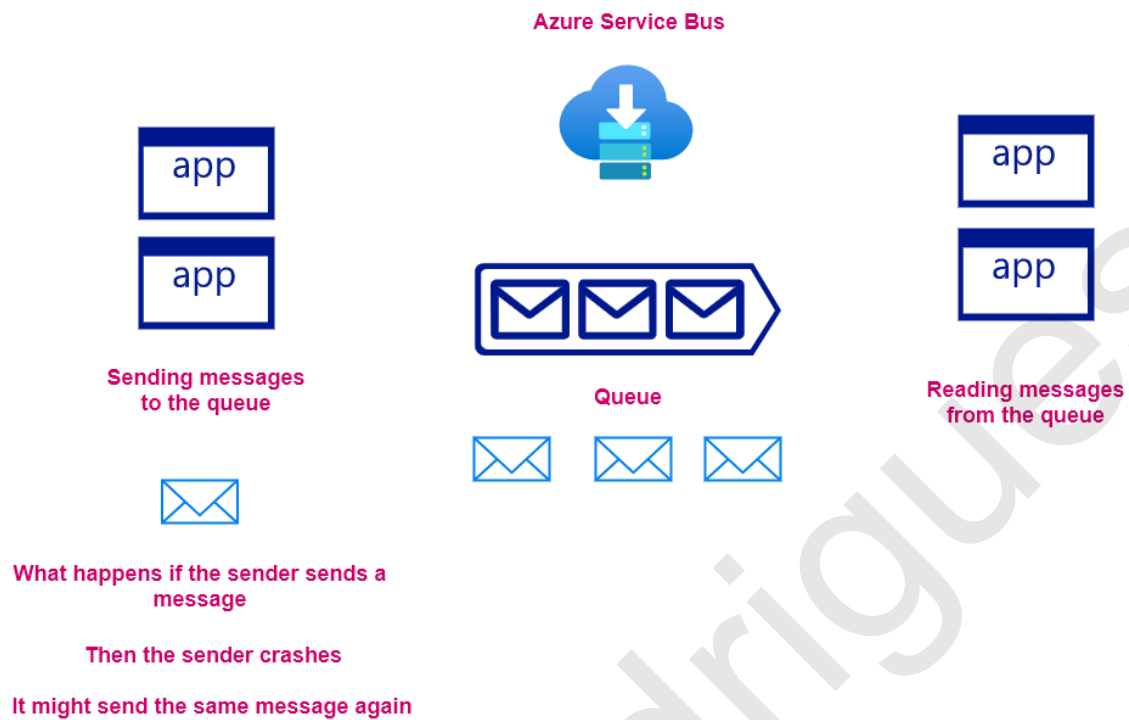 Azure Service Bus
app
app
app
app
Sending messages
to the queue
Queue
Reading messages
from the queue
What happens if the sender sends a
message
Then the sender crashes
It might send the same message again